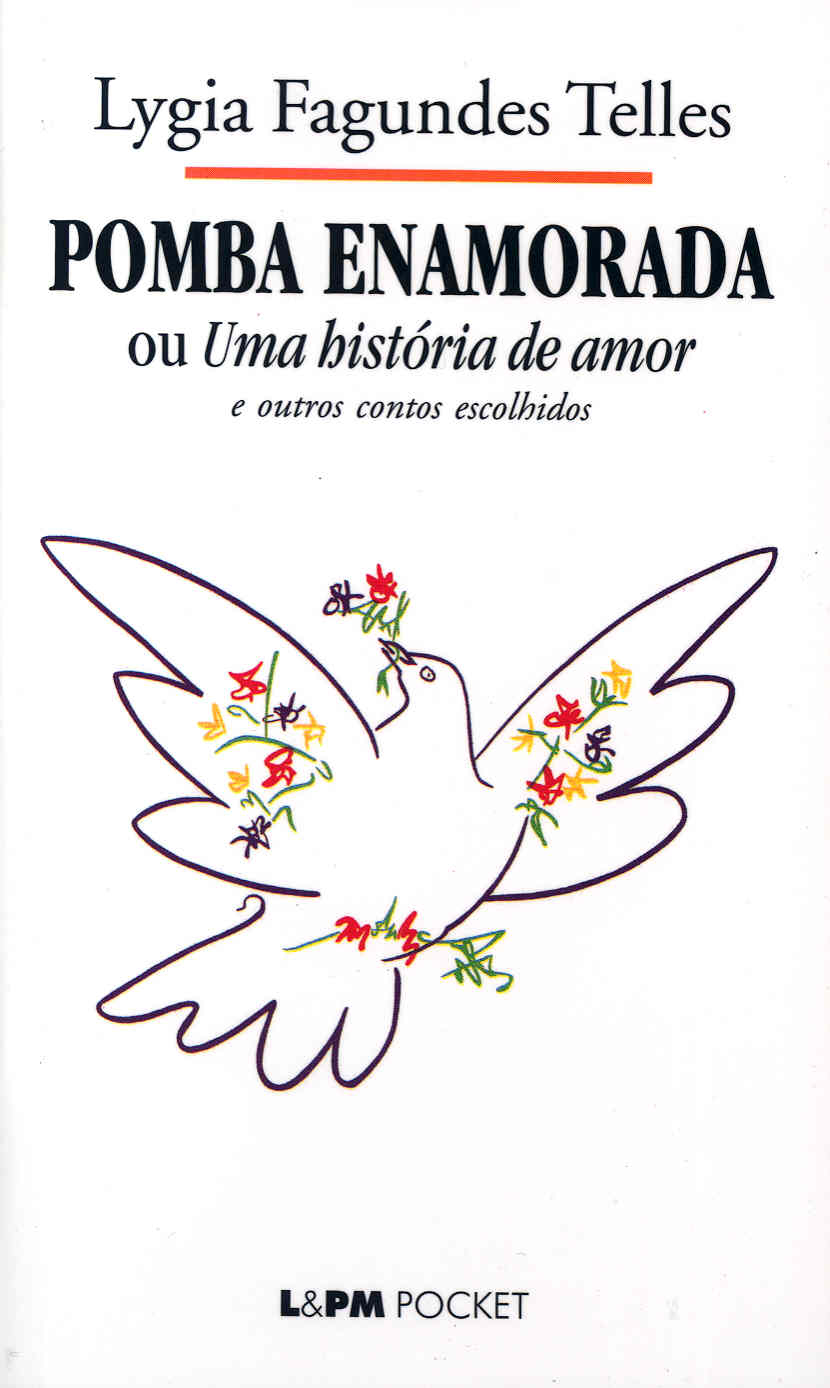 Lygia Fagundes Telles
POMBA ENAMORADA
ou Uma história de amor
e outros contos escolhidos
L&PM POCKET